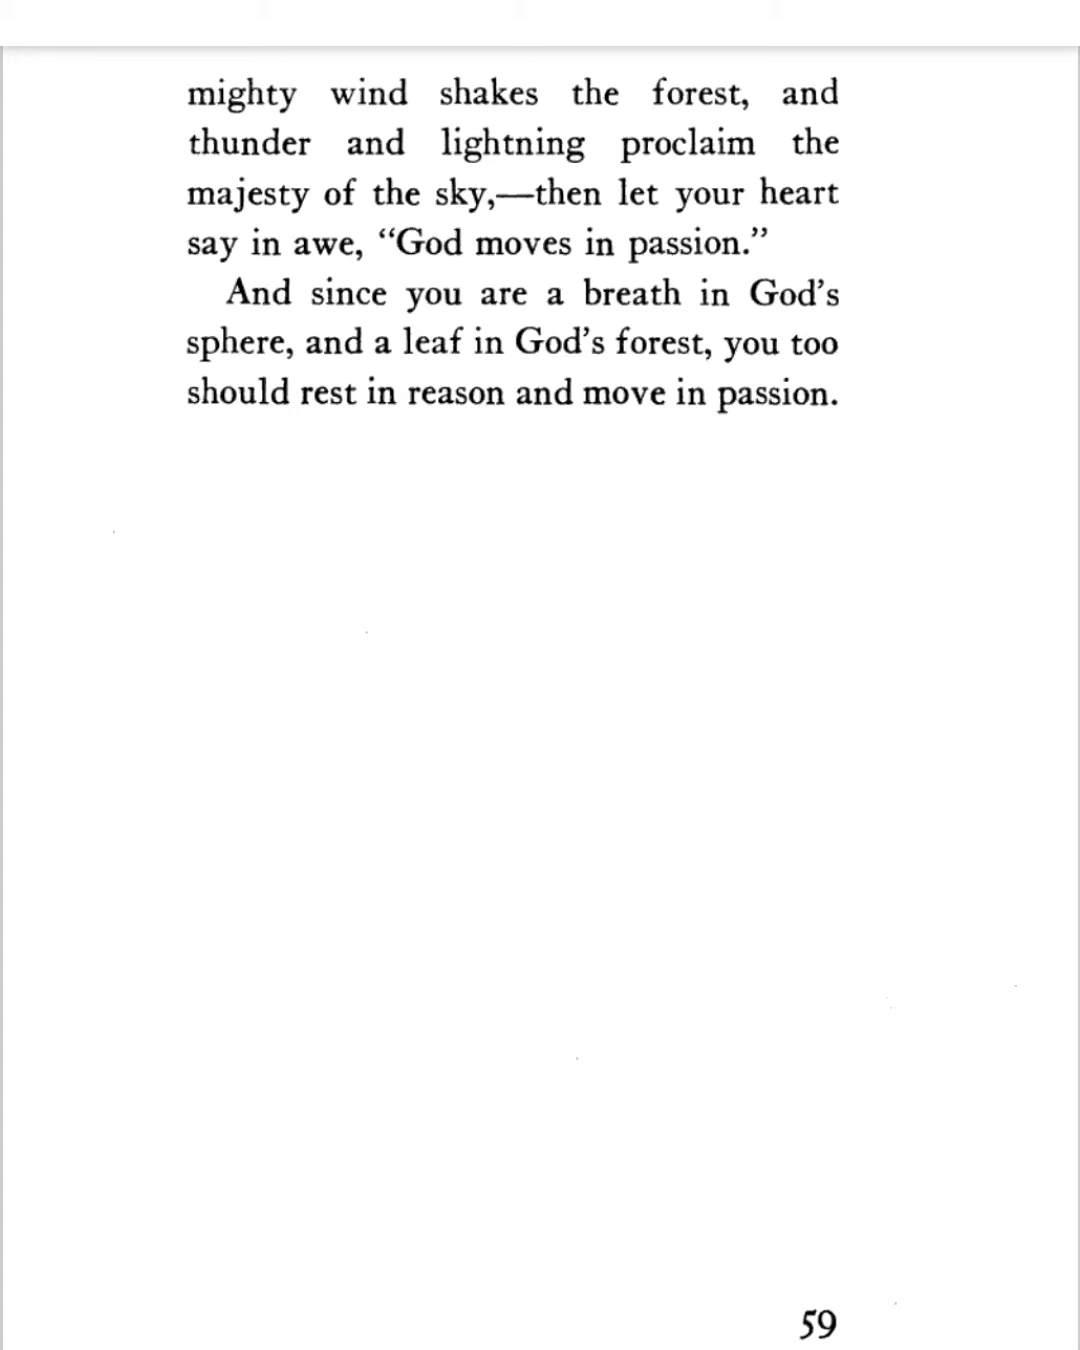 mighty wind shakes the forest, and
thunder and lightning proclaim the
majesty of the sky,—then let your heart
say in awe, “God moves in passion.”
And since you are a breath in God’s
sphere, and a leaf in God’s forest, you too
should rest in reason and move in passion.
59